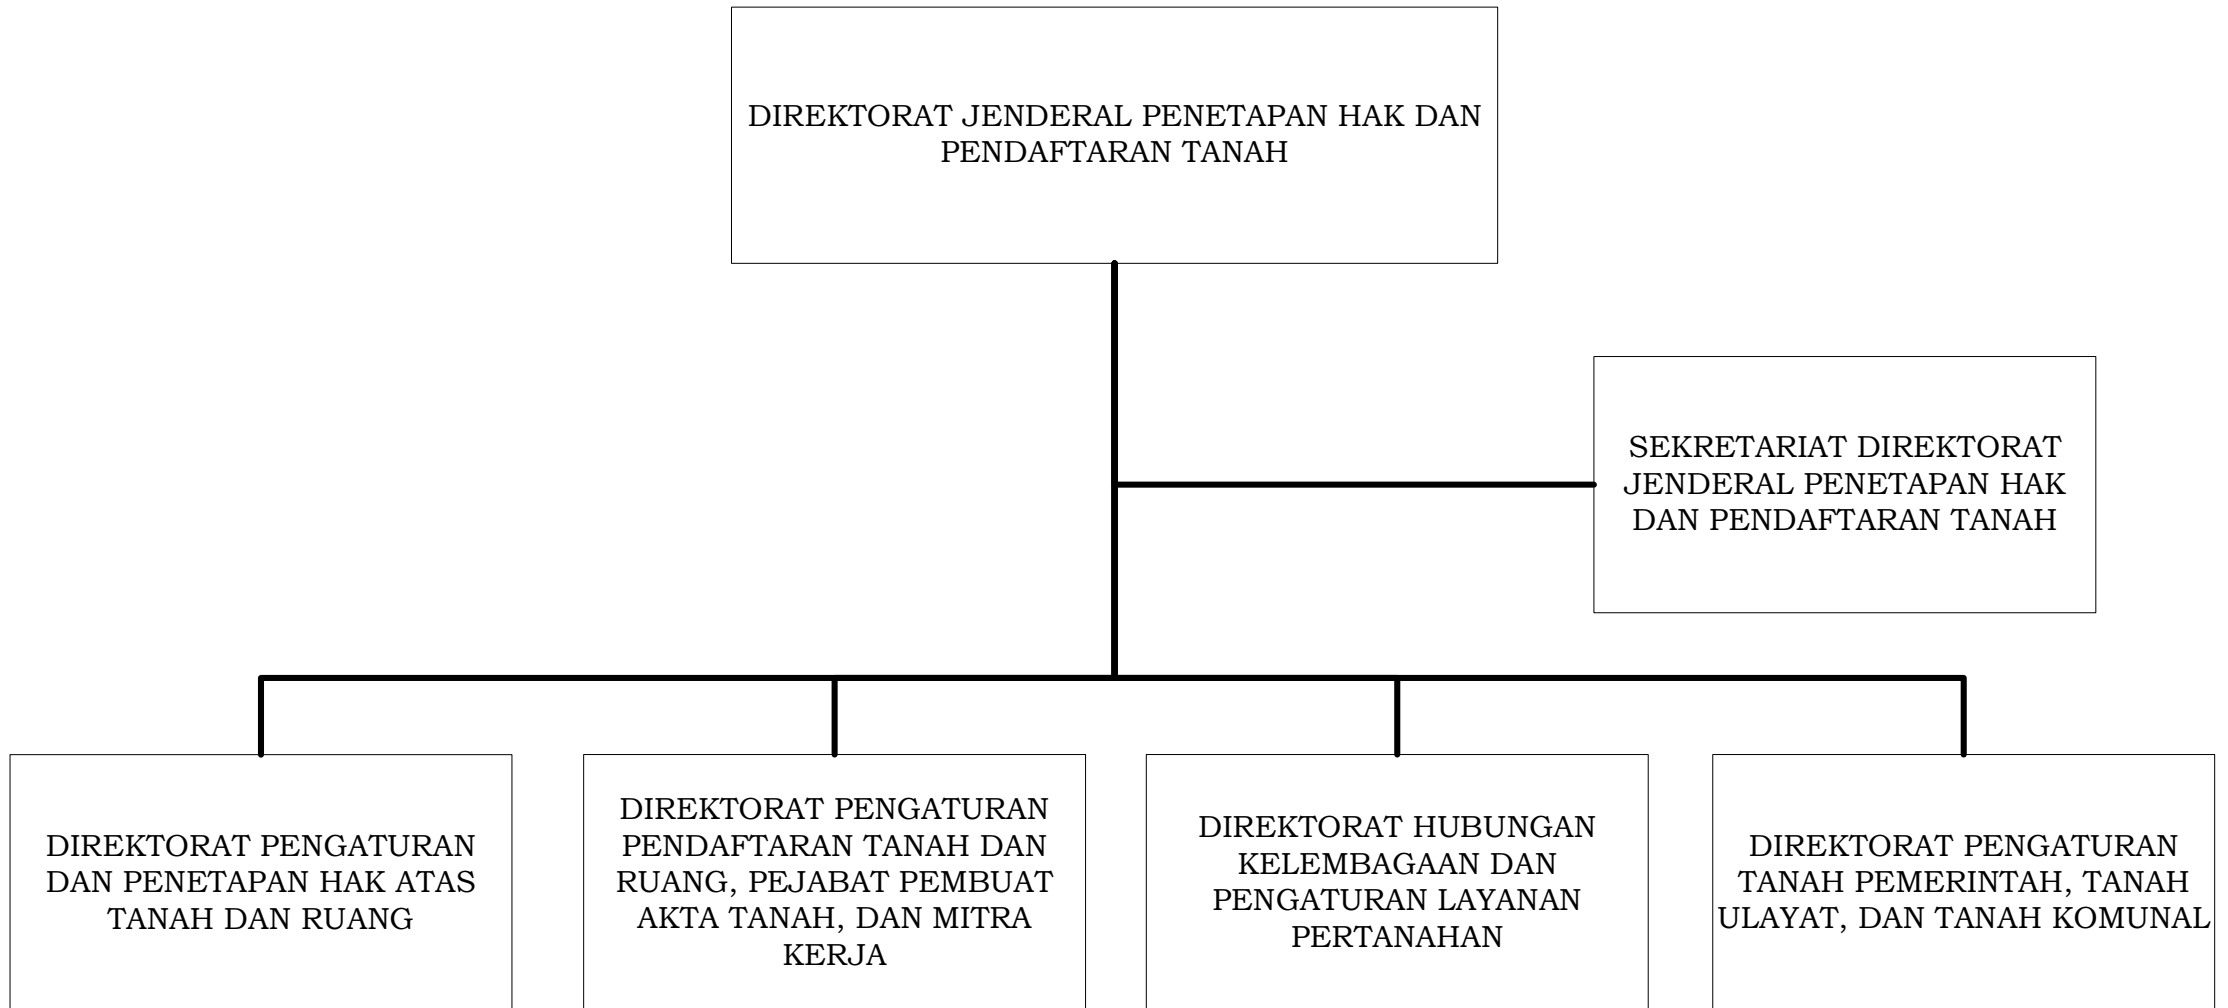 DIREKTORAT JENDERAL PENETAPAN HAK DAN
PENDAFTARAN TANAH
SEKRETARIAT DIREKTORAT
JENDERAL PENETAPAN HAK
DAN PENDAFTARAN TANAH
DIREKTORAT PENGATURAN
DAN PENETAPAN HAK ATAS
TANAH DAN RUANG
DIREKTORAT PENGATURAN
PENDAFTARAN TANAH DAN
RUANG, PEJABAT PEMBUAT
AKTA TANAH, DAN MITRA
KERJA
DIREKTORAT HUBUNGAN
KELEMBAGAAN DAN
PENGATURAN LAYANAN
PERTANAHAN
DIREKTORAT PENGATURAN
TANAH PEMERINTAH, TANAH
ULAYAT, DAN TANAH KOMUNAL